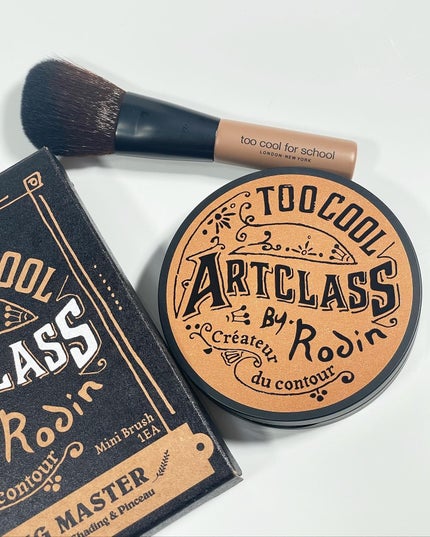 too cool for school
LONDON NEW YORK
TOO COOL
ARTCLASS
BY Rodin
Créateur
du contour
COOL
LASS
Rodin
contour
Mini Brush
1EA
MASTER
Shading & Pinceau